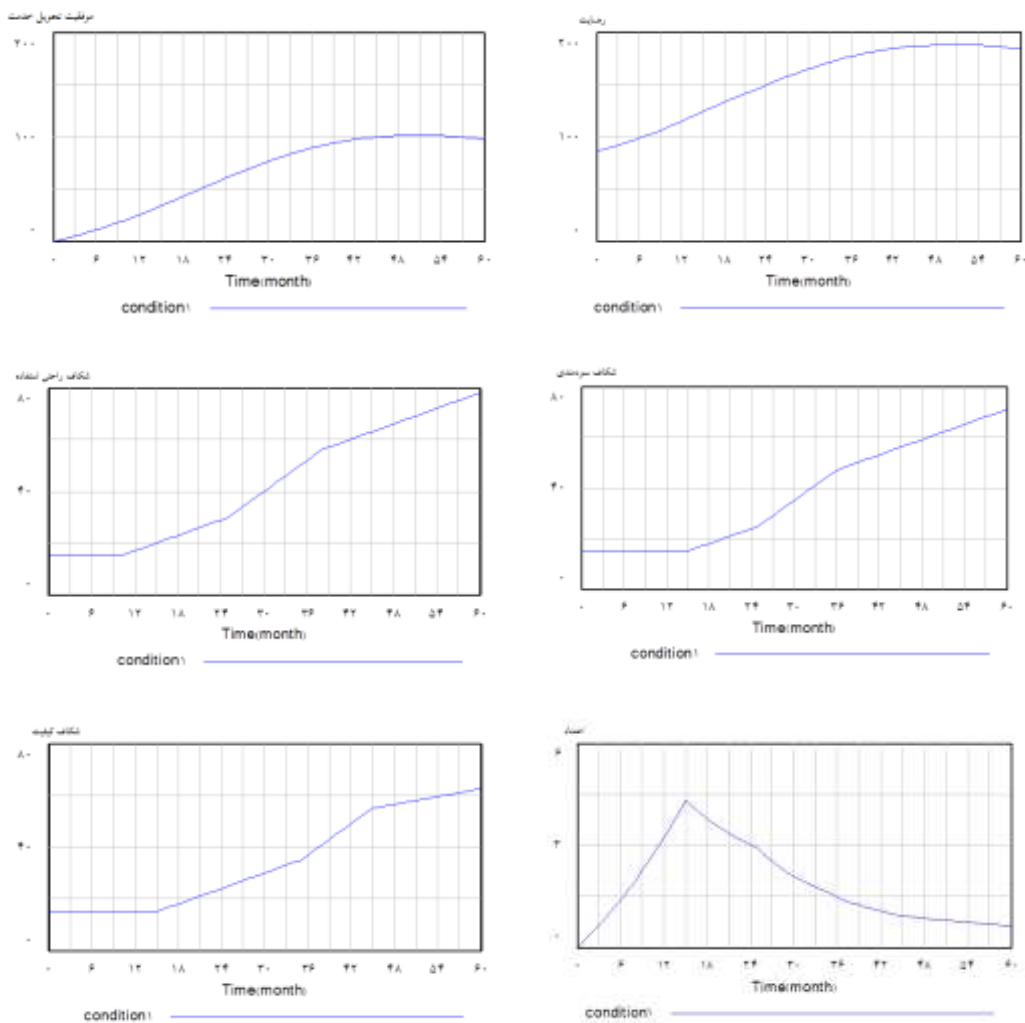 موفقیت تحویل خدمت
۲۰۰
۱۰۰
۰
۰ ۶ ۱۲ ۱۸ ۲۴ ۳۰ ۳۶ ۴۲ ۴۸ ۵۴ ۶۰
Time(month)
condition۱
رضایت
۲۰۰
۱۰۰
۰
۰ ۶ ۱۲ ۱۸ ۲۴ ۳۰ ۳۶ ۴۲ ۴۸ ۵۴ ۶۰
Time(month)
condition۱
شکاف راحتی استفاده
۸۰
۴۰
۰
۰ ۶ ۱۲ ۱۸ ۲۴ ۳۰ ۳۶ ۴۲ ۴۸ ۵۴ ۶۰
Time(month)
condition۱
شکاف سودمندی
۸۰
۴۰
۰
۰ ۶ ۱۲ ۱۸ ۲۴ ۳۰ ۳۶ ۴۲ ۴۸ ۵۴ ۶۰
Time(month)
condition۱
شکاف کیفیت
۸۰
۴۰
۰
۰ ۶ ۱۲ ۱۸ ۲۴ ۳۰ ۳۶ ۴۲ ۴۸ ۵۴ ۶۰
Time(month)
condition۱
اعتماد
۶
۳
۰
۰ ۶ ۱۲ ۱۸ ۲۴ ۳۰ ۳۶ ۴۲ ۴۸ ۵۴ ۶۰
Time(month)
condition۱